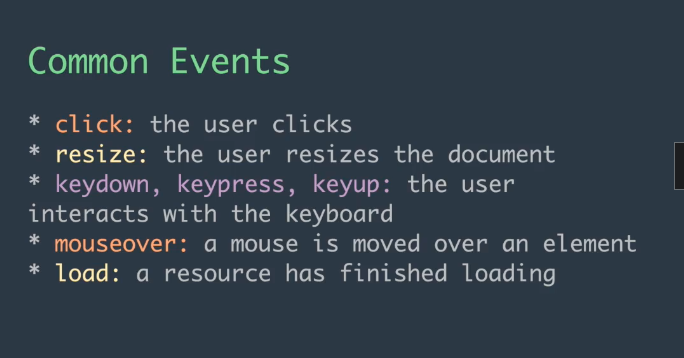 Common Events
* click: the user clicks
* resize: the user resizes the document
* keydown, keypress, keyup: the user
interacts with the keyboard
* mouseover: a mouse is moved over an element
* load: a resource has finished loading